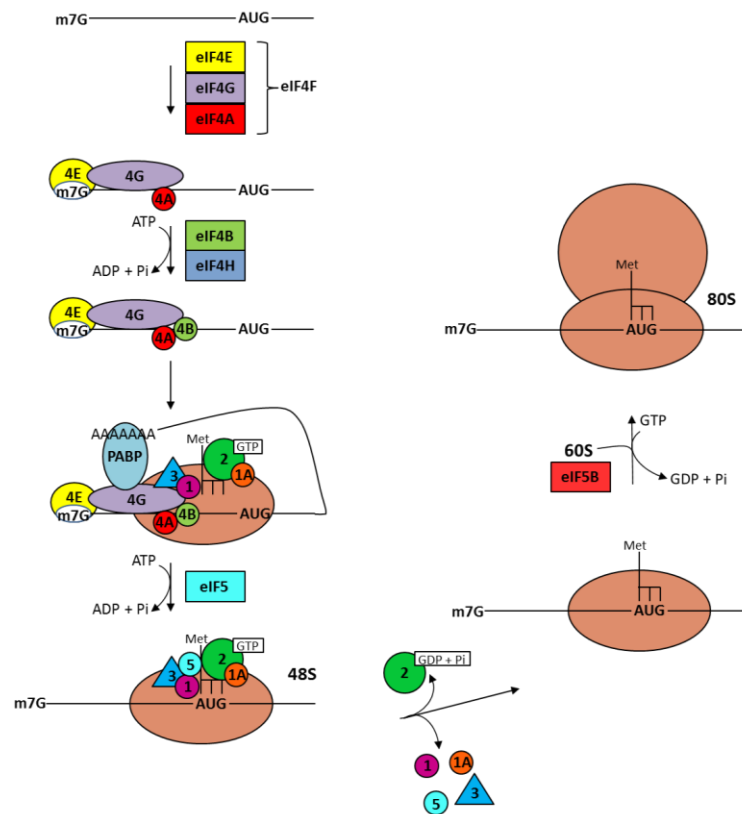 m7G AUG
eIF4E
eIF4G
eIF4A
eIF4F
4E
4G
m7G
4A
AUG
ATP
ADP + Pi
eIF4B
eIF4H
4E
4G
m7G
4A
4B
AUG
AAAAAAA
PABP
Met
GTP
2
3
1
1A
4E
4G
m7G
4A
4B
AUG
ATP
ADP + Pi
eIF5
Met
GTP
5
2
3
1
1A
48S
m7G
AUG
2
GDP + Pi
1
1A
5
3
Met
m7G
AUG
60S
eIF5B
GTP
GDP + Pi
Met
80S
m7G
AUG